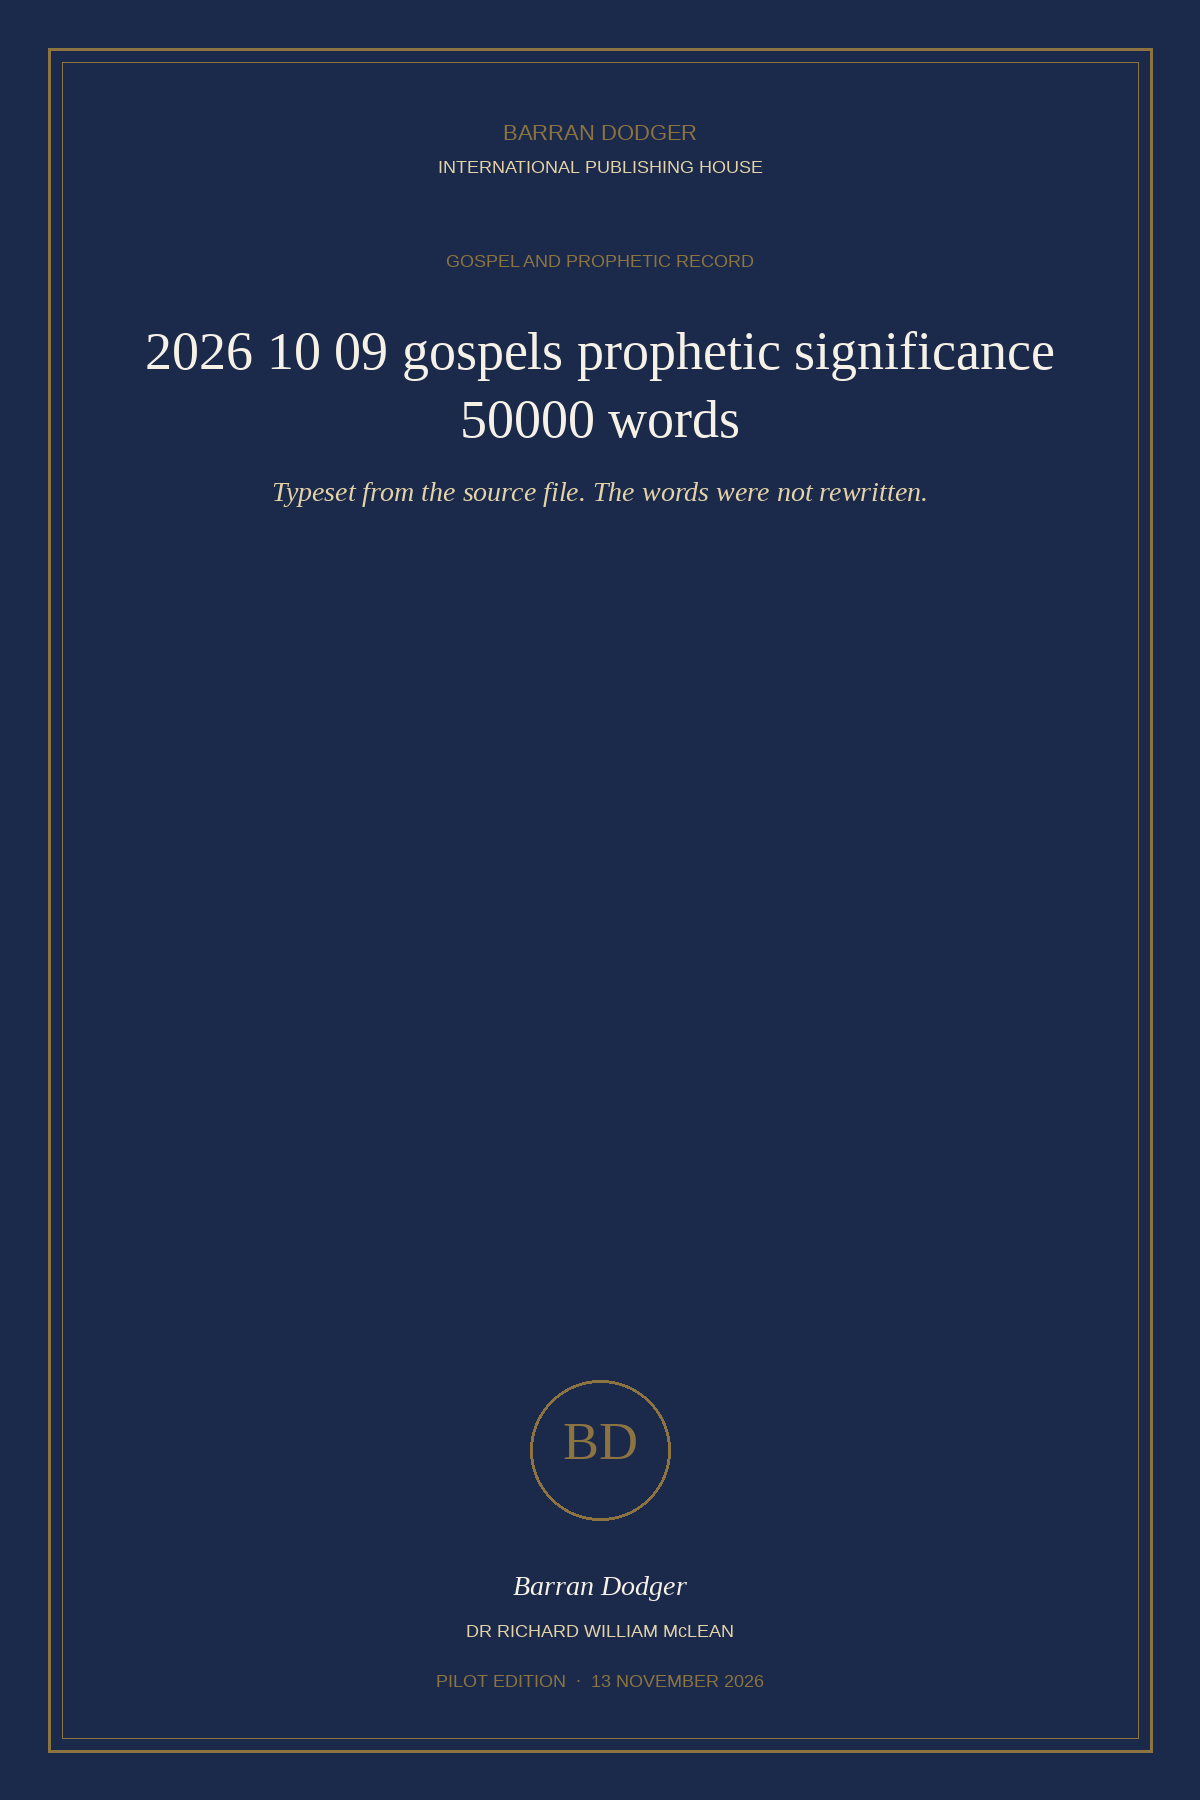 BARRAN DODGER
INTERNATIONAL PUBLISHING HOUSE
GOSPEL AND PROPHETIC RECORD
2026 10 09 gospels prophetic significance
50000 words
Typeset from the source file. The words were not rewritten.
BD
Barran Dodger
DR RICHARD WILLIAM McLEAN
PILOT EDITION · 13 NOVEMBER 2026